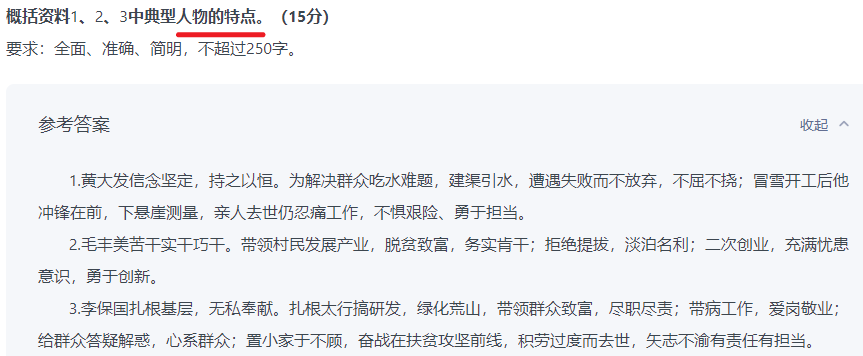 概括资料1、2、3中典型人物的特点。（15分）
要求：全面、准确、简明，不超过250字。
参考答案
收起
1.黄大发信念坚定，持之以恒。为解决群众吃水难题，建渠引水，遭遇失败而不放弃，不屈不挠；冒雪开工后他
冲锋在前，下悬崖测量，亲人去世仍忍痛工作，不惧艰险、勇于担当。
2.毛丰美苦干实干巧干。带领村民发展产业，脱贫致富，务实肯干；拒绝提拔，淡泊名利；二次创业，充满忧患
意识，勇于创新。
3.李保国扎根基层，无私奉献。扎根太行搞研发，绿化荒山，带领群众致富，尽职尽责；带病工作，爱岗敬业；
给群众答疑解惑，心系群众；置小家于不顾，奋战在扶贫攻坚前线，积劳过度而去世，矢志不渝有责任有担当。